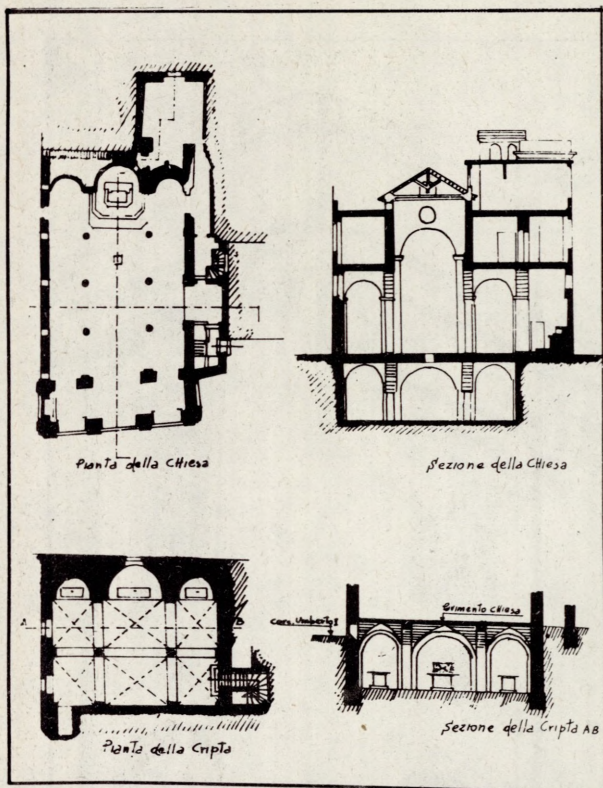 Pianta della CHiesa
Sezione della CHiesa
A
B
Pavimento CHiesa
Corso Umberto I
Pianta della Cripta
Sezione della Cripta AB